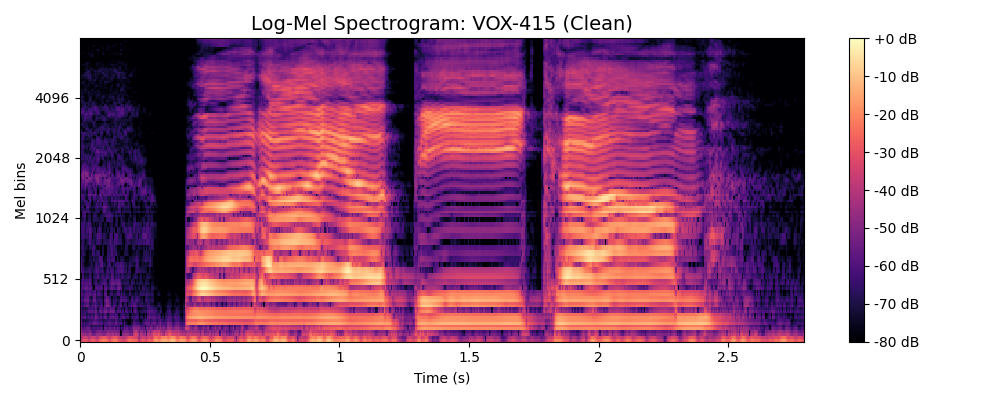 Log-Mel Spectrogram: VOX-415 (Clean)
Mel bins
4096
2048
1024
512
0
0
0.5
1
1.5
2
2.5
Time (s)
+0 dB
-10 dB
-20 dB
-30 dB
-40 dB
-50 dB
-60 dB
-70 dB
-80 dB